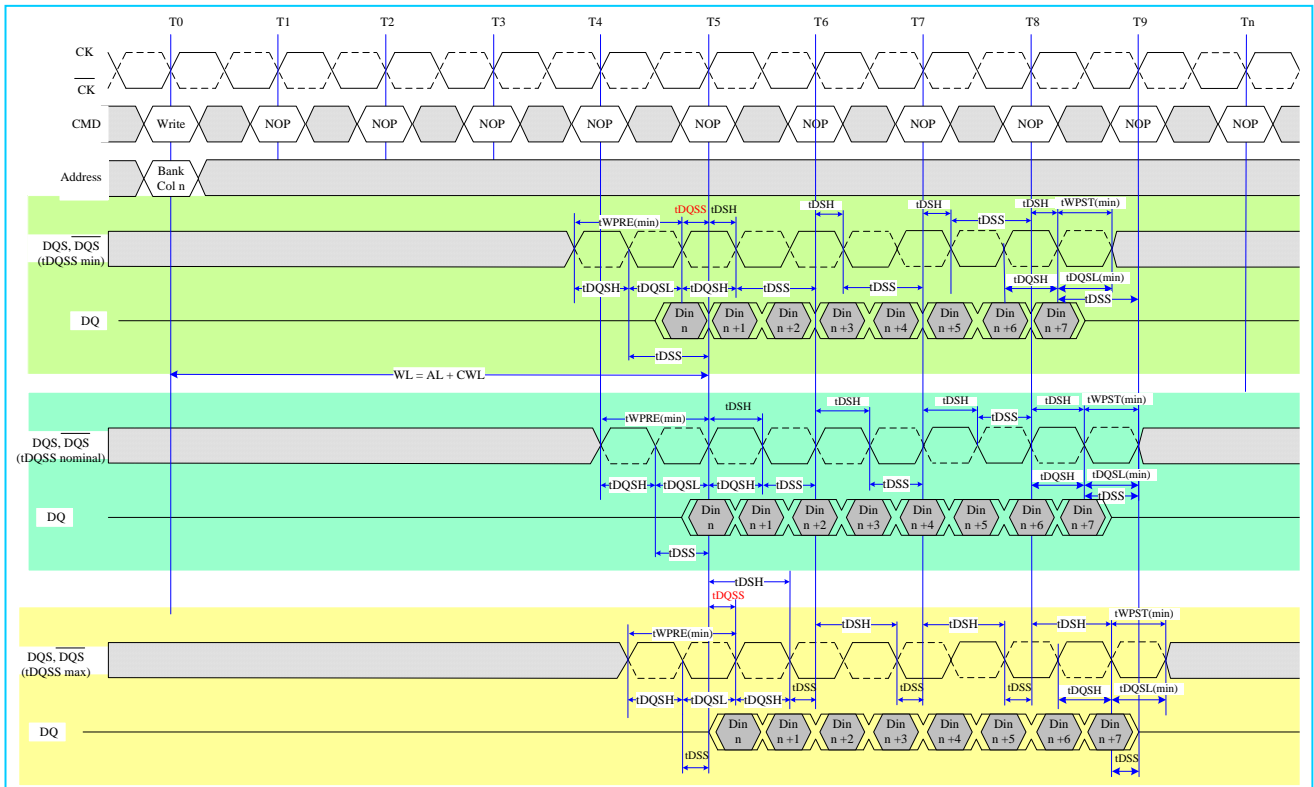 T0 T1 T2 T3 T4 T5 T6 T7 T8 T9 Tn
CK
CK
CMD Write NOP NOP NOP NOP NOP NOP NOP NOP NOP NOP
Address Bank
Col n
tDSH tDSH tDSH tWPST(min)
tWPRE(min) tDQSS tDSH tDSS
DQS, DQS
(tDQSS min)
tDQSH tDQSL tDQSH tDSS tDSS tDQSH tDQSL(min)
tDSS
DQ Din Din Din Din Din Din Din Din
n n +1 n +2 n +3 n +4 n +5 n +6 n +7
tDSS
WL = AL + CWL
tDSH tDSH tDSH tDSH tWPST(min)
tWPRE(min) tDSS
DQS, DQS
(tDQSS nominal)
tDQSH tDQSL tDQSH tDSS tDSS tDQSH tDQSL(min)
tDSS
DQ Din Din Din Din Din Din Din Din
n n +1 n +2 n +3 n +4 n +5 n +6 n +7
tDSS
tDSH
tDQSS
tWPST(min)
tWPRE(min) tDSH tDSH tDSH
DQS, DQS
(tDQSS max)
tDQSH tDQSL tDQSH tDSS tDSS tDSS tDQSH tDQSL(min)
DQ Din Din Din Din Din Din Din Din
n n +1 n +2 n +3 n +4 n +5 n +6 n +7
tDSS tDSS